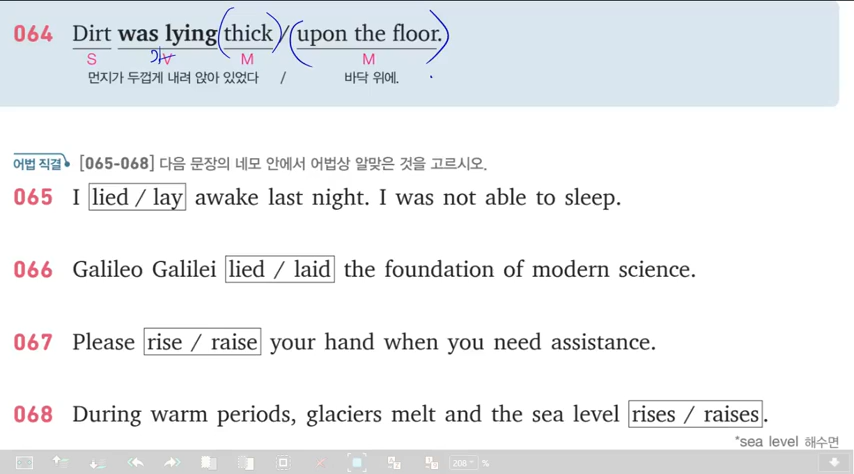 064 Dirt was lying thick / upon the floor.
S V M M
먼지가 두껍게 내려 앉아 있었다 / 바닥 위에.
어법 직결 [065-068] 다음 문장의 네모 안에서 어법상 알맞은 것을 고르시오.
065 I lied / lay awake last night. I was not able to sleep.
066 Galileo Galilei lied / laid the foundation of modern science.
067 Please rise / raise your hand when you need assistance.
068 During warm periods, glaciers melt and the sea level rises / raises.
*sea level 해수면
208 %